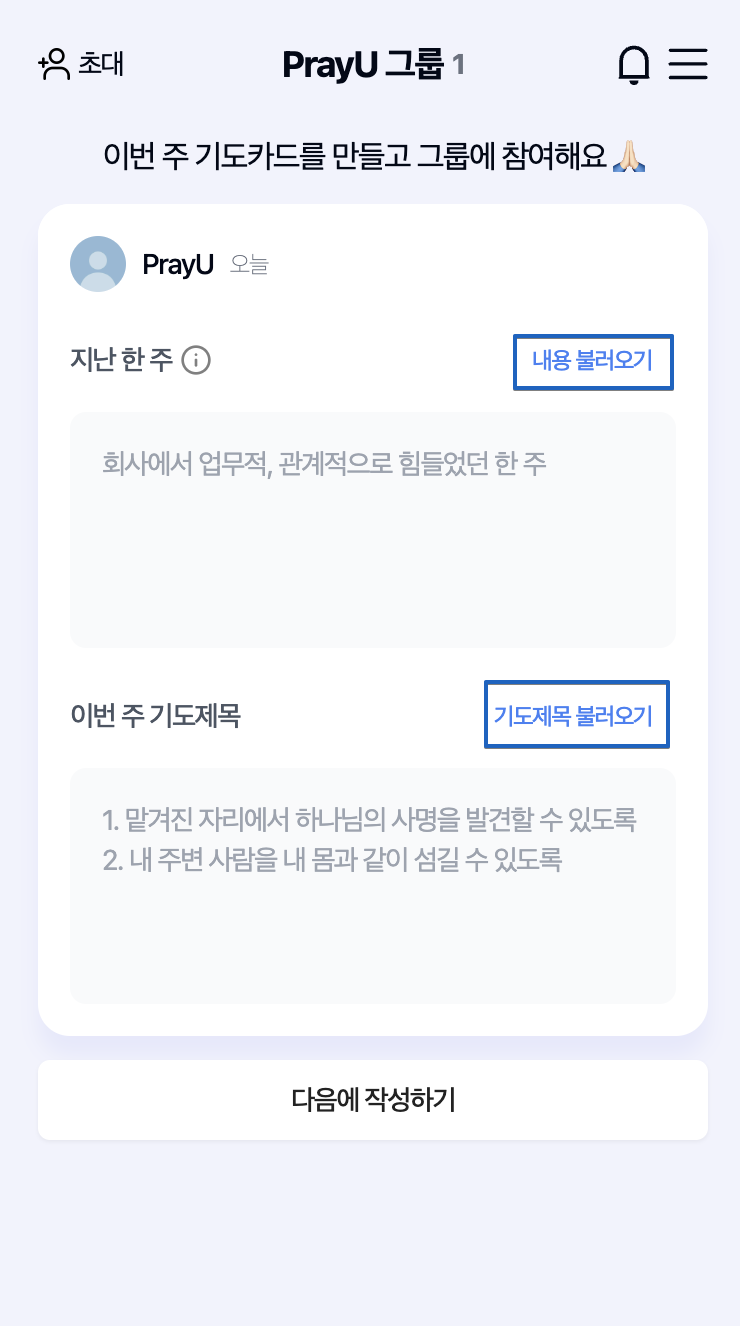 초대
PrayU 그룹 1
이번 주 기도카드를 만들고 그룹에 참여해요 🙏🏻
PrayU 오늘
지난 한 주
내용 불러오기
회사에서 업무적, 관계적으로 힘들었던 한 주
이번 주 기도제목
기도제목 불러오기
1. 맡겨진 자리에서 하나님의 사명을 발견할 수 있도록
2. 내 주변 사람을 내 몸과 같이 섬길 수 있도록
다음에 작성하기